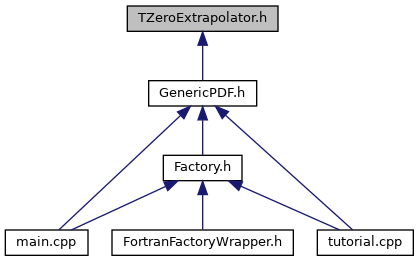 TZeroExtrapolator.h
GenericPDF.h
Factory.h
main.cpp
FortranFactoryWrapper.h
tutorial.cpp